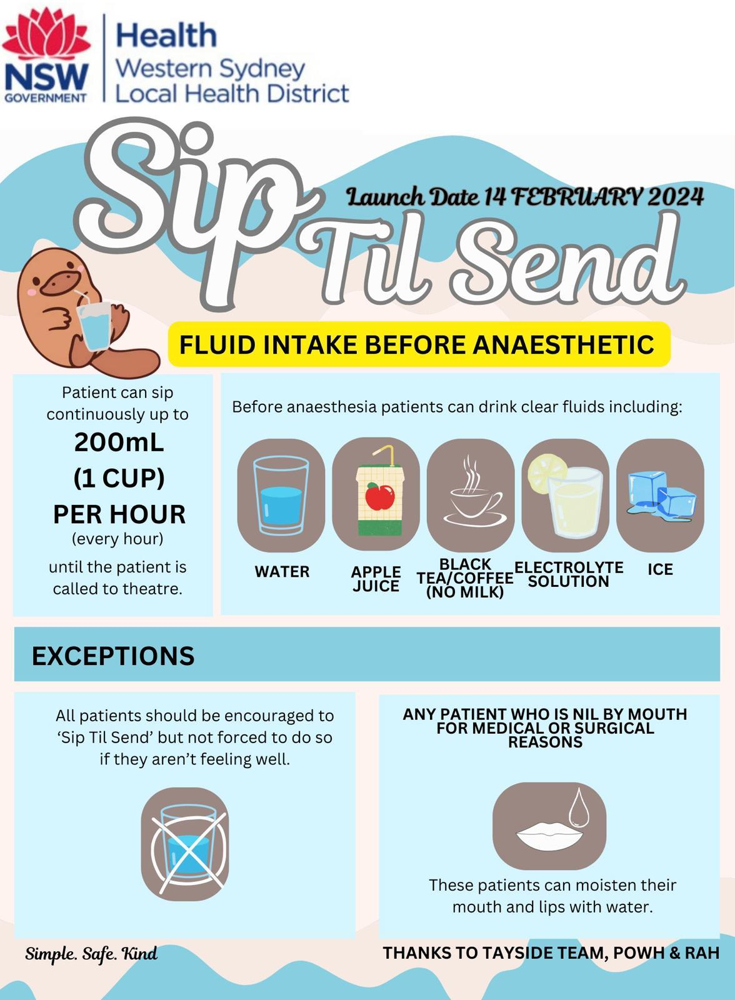 Health
Western Sydney
Local Health District
NSW
GOVERNMENT
Sip
Launch Date 14 FEBRUARY 2024
Til Send
FLUID INTAKE BEFORE ANAESTHETIC
Patient can sip
continuously up to
200mL
(1 CUP)
PER HOUR
(every hour)
until the patient is
called to theatre.
Before anaesthesia patients can drink clear fluids including:
WATER
APPLE
JUICE
BLACK
TEA/COFFEE
(NO MILK)
ELECTROLYTE
SOLUTION
ICE
EXCEPTIONS
All patients should be encouraged to
‘Sip Til Send’ but not forced to do so
if they aren’t feeling well.
ANY PATIENT WHO IS NIL BY MOUTH
FOR MEDICAL OR SURGICAL
REASONS
These patients can moisten their
mouth and lips with water.
Simple. Safe. Kind
THANKS TO TAYSIDE TEAM, POWH & RAH